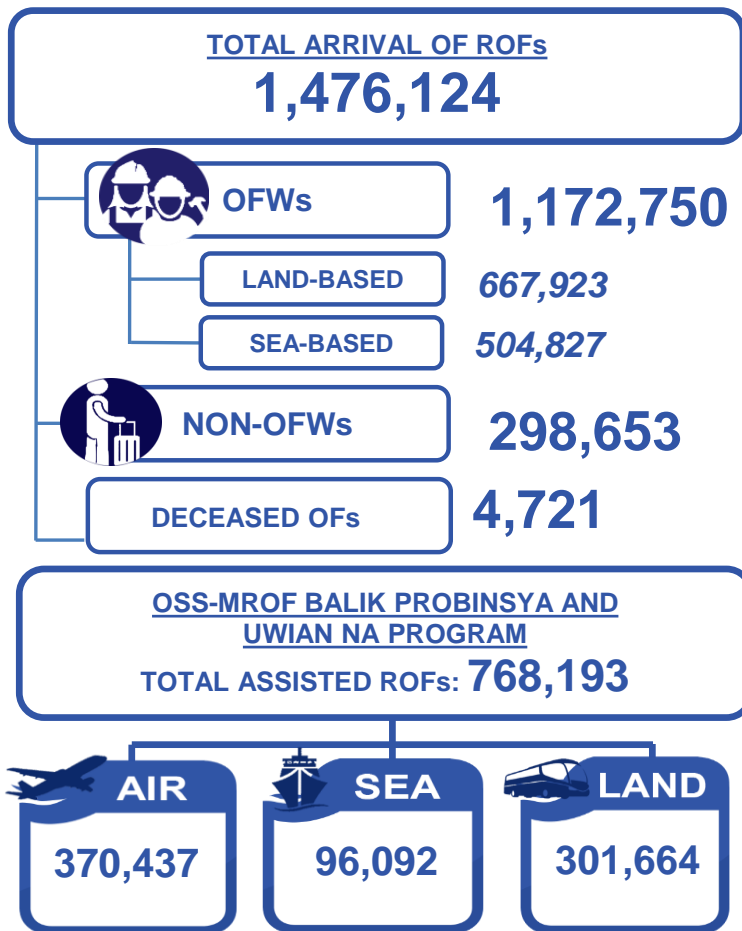 TOTAL ARRIVAL OF ROFs
1,476,124
OFWs 1,172,750
LAND-BASED 667,923
SEA-BASED 504,827
NON-OFWs 298,653
DECEASED OFs 4,721
OSS-MROF BALIK PROBINSYA AND
UWIAN NA PROGRAM
TOTAL ASSISTED ROFs: 768,193
AIR SEA LAND
370,437 96,092 301,664